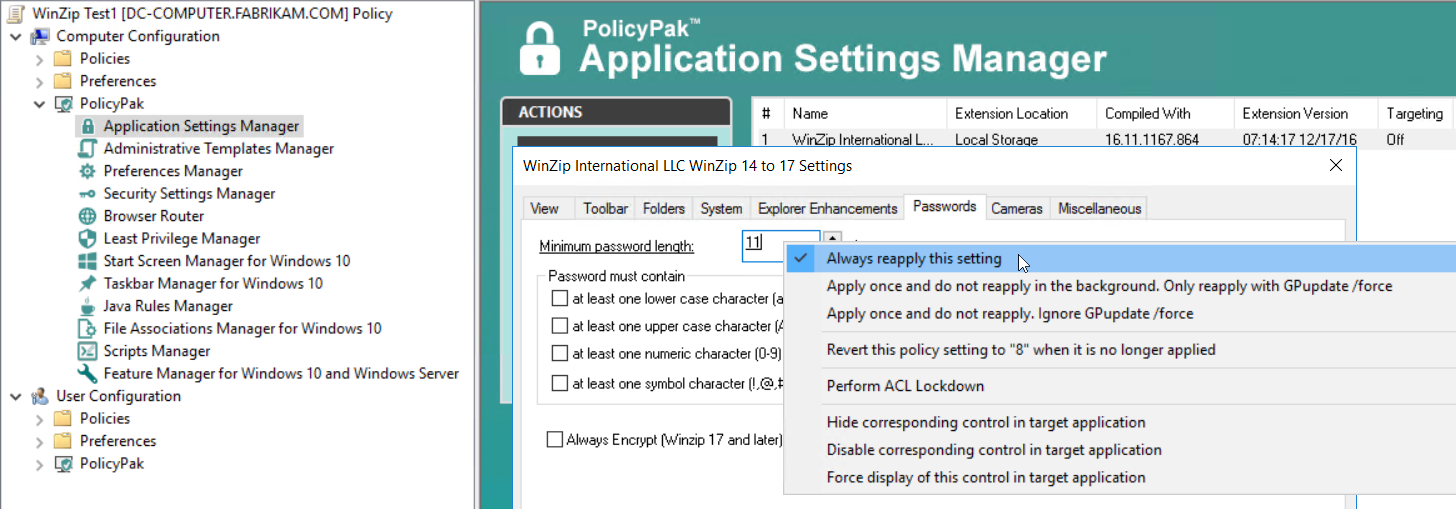 WinZip Test1 [DC-COMPUTER.FABRIKAM.COM] Policy
Computer Configuration
Policies
Preferences
PolicyPak
Application Settings Manager
Administrative Templates Manager
Preferences Manager
Security Settings Manager
Browser Router
Least Privilege Manager
Start Screen Manager for Windows 10
Taskbar Manager for Windows 10
Java Rules Manager
File Associations Manager for Windows 10
Scripts Manager
Feature Manager for Windows 10 and Windows Server
User Configuration
Policies
Preferences
PolicyPak
PolicyPak™
Application Settings Manager
ACTIONS
# Name Extension Location Compiled With Extension Version Targeting
1 WinZip International L... Local Storage 16.11.1167.864 07:14:17 12/17/16 Off
WinZip International LLC WinZip 14 to 17 Settings
View Toolbar Folders System Explorer Enhancements Passwords Cameras Miscellaneous
Minimum password length: 11
Password must contain
at least one lower case character (a
at least one upper case character (A
at least one numeric character (0-9)
at least one symbol character (!,@,#
Always Encrypt (Winzip 17 and later)
Always reapply this setting
Apply once and do not reapply in the background. Only reapply with GPupdate /force
Apply once and do not reapply. Ignore GPupdate /force
Revert this policy setting to "8" when it is no longer applied
Perform ACL Lockdown
Hide corresponding control in target application
Disable corresponding control in target application
Force display of this control in target application